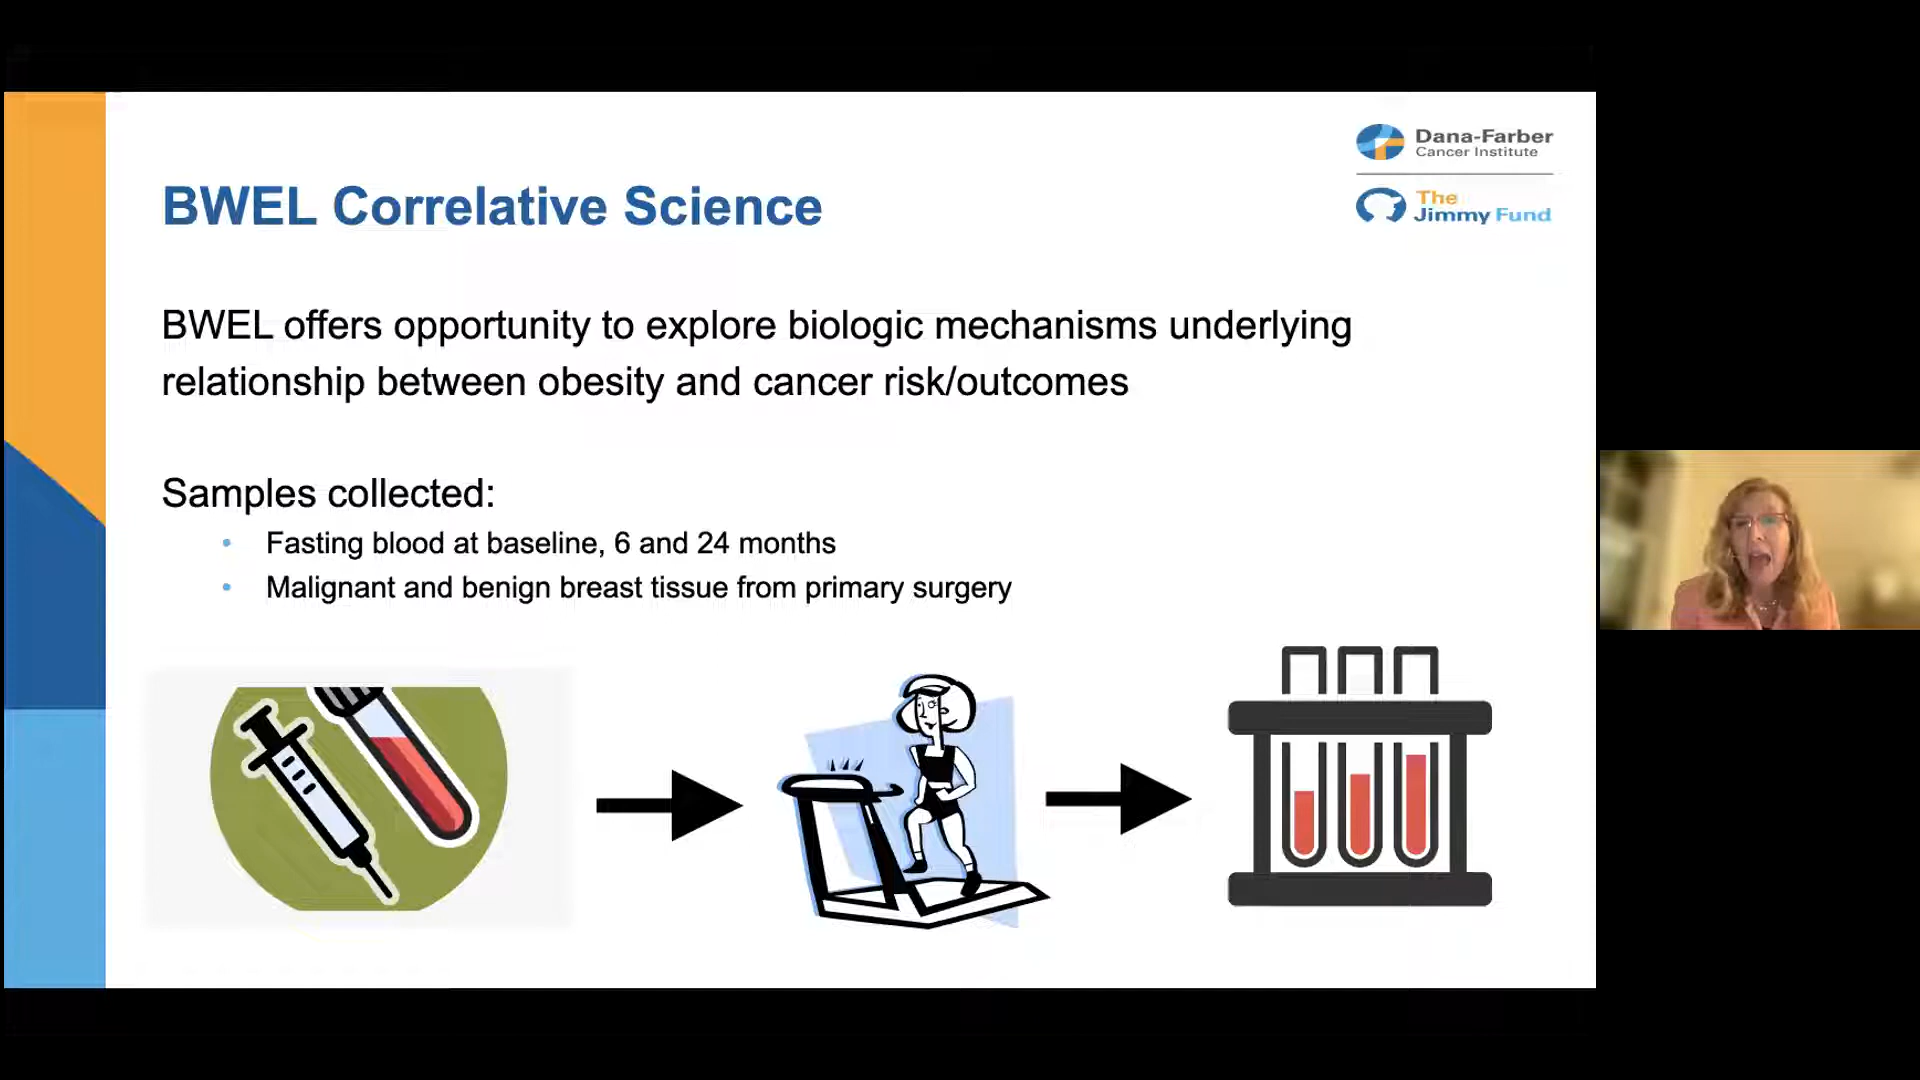 Dana-Farber
Cancer Institute
The
Jimmy Fund
BWEL Correlative Science
BWEL offers opportunity to explore biologic mechanisms underlying
relationship between obesity and cancer risk/outcomes
Samples collected:
• Fasting blood at baseline, 6 and 24 months
• Malignant and benign breast tissue from primary surgery